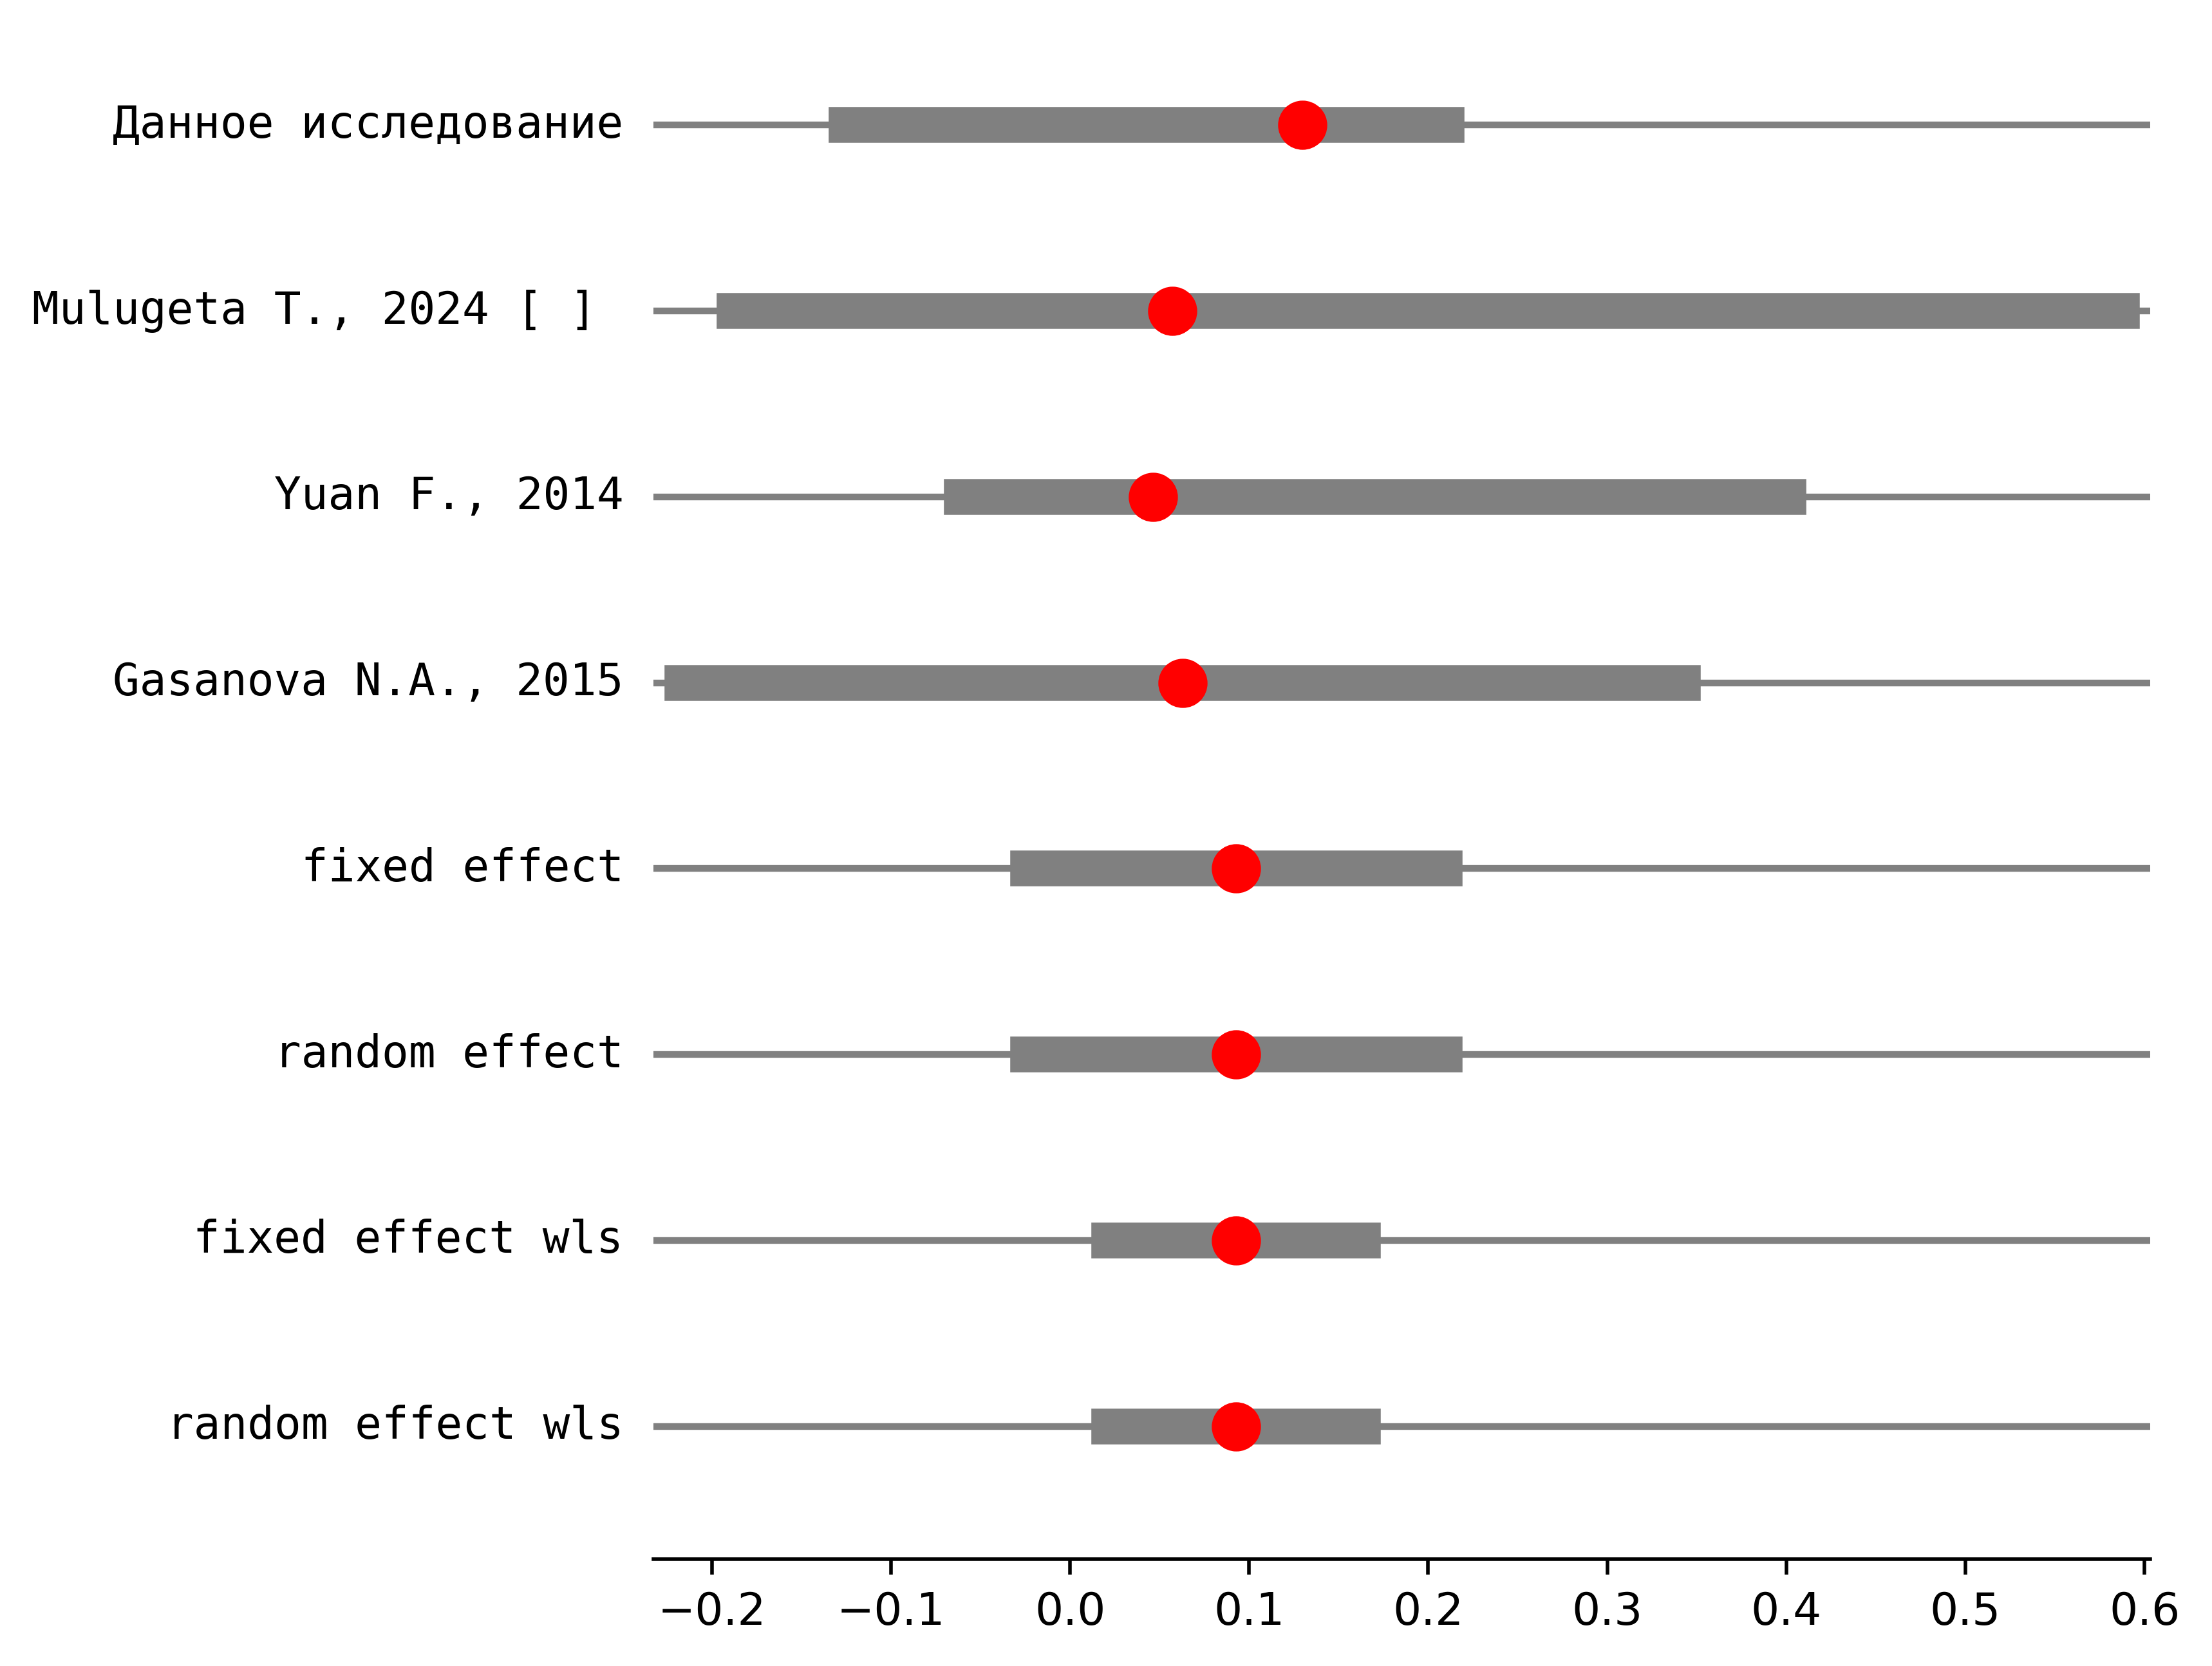 Данное исследование
Mulugeta T., 2024 [ ]
Yuan F., 2014
Gasanova N.A., 2015
fixed effect
random effect
fixed effect wls
random effect wls
−0.2 −0.1 0.0 0.1 0.2 0.3 0.4 0.5 0.6